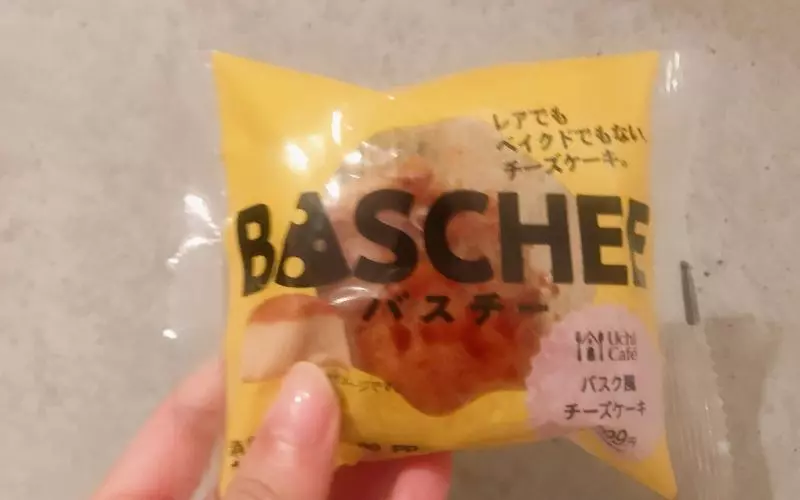 レアでも
ベイクドでもない
チーズケーキ。
BASCHEE
バスチー
Uchi
Café
バスク風
チーズケーキ